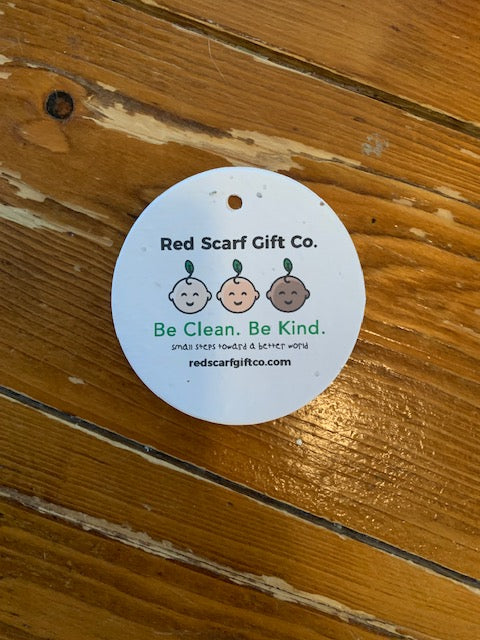 Red Scarf Gift Co.
Be Clean. Be Kind.
small steps toward a better world
redscarfgiftco.com